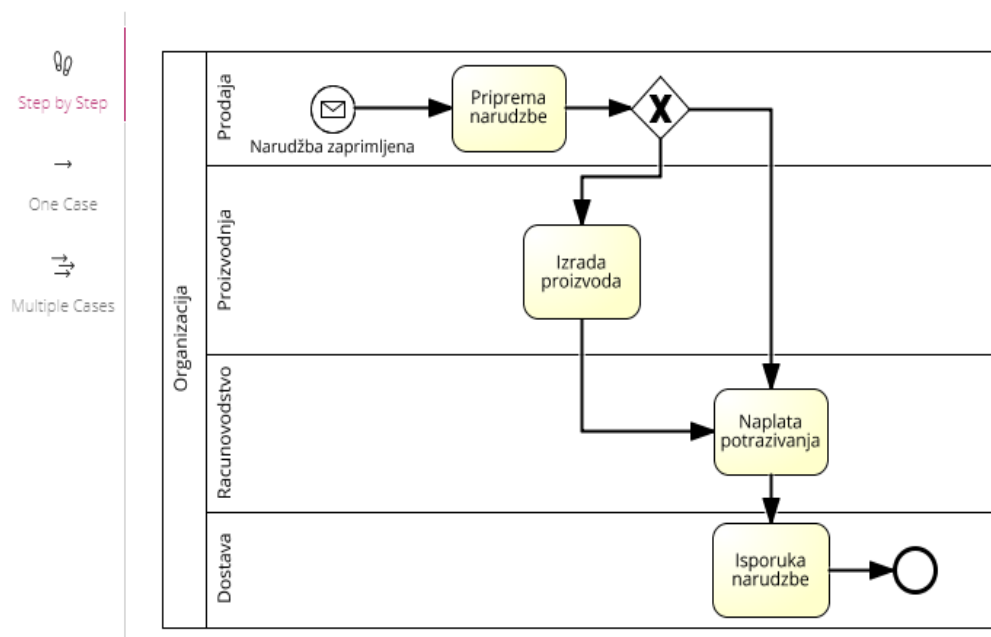 Step by Step
One Case
Multiple Cases
Organizacija
Prodaja
Narudžba zaprimljena
Priprema
narudzbe
X
Proizvodnja
Izrada
proizvoda
Racunovodstvo
Naplata
potrazivanja
Dostava
Isporuka
narudzbe